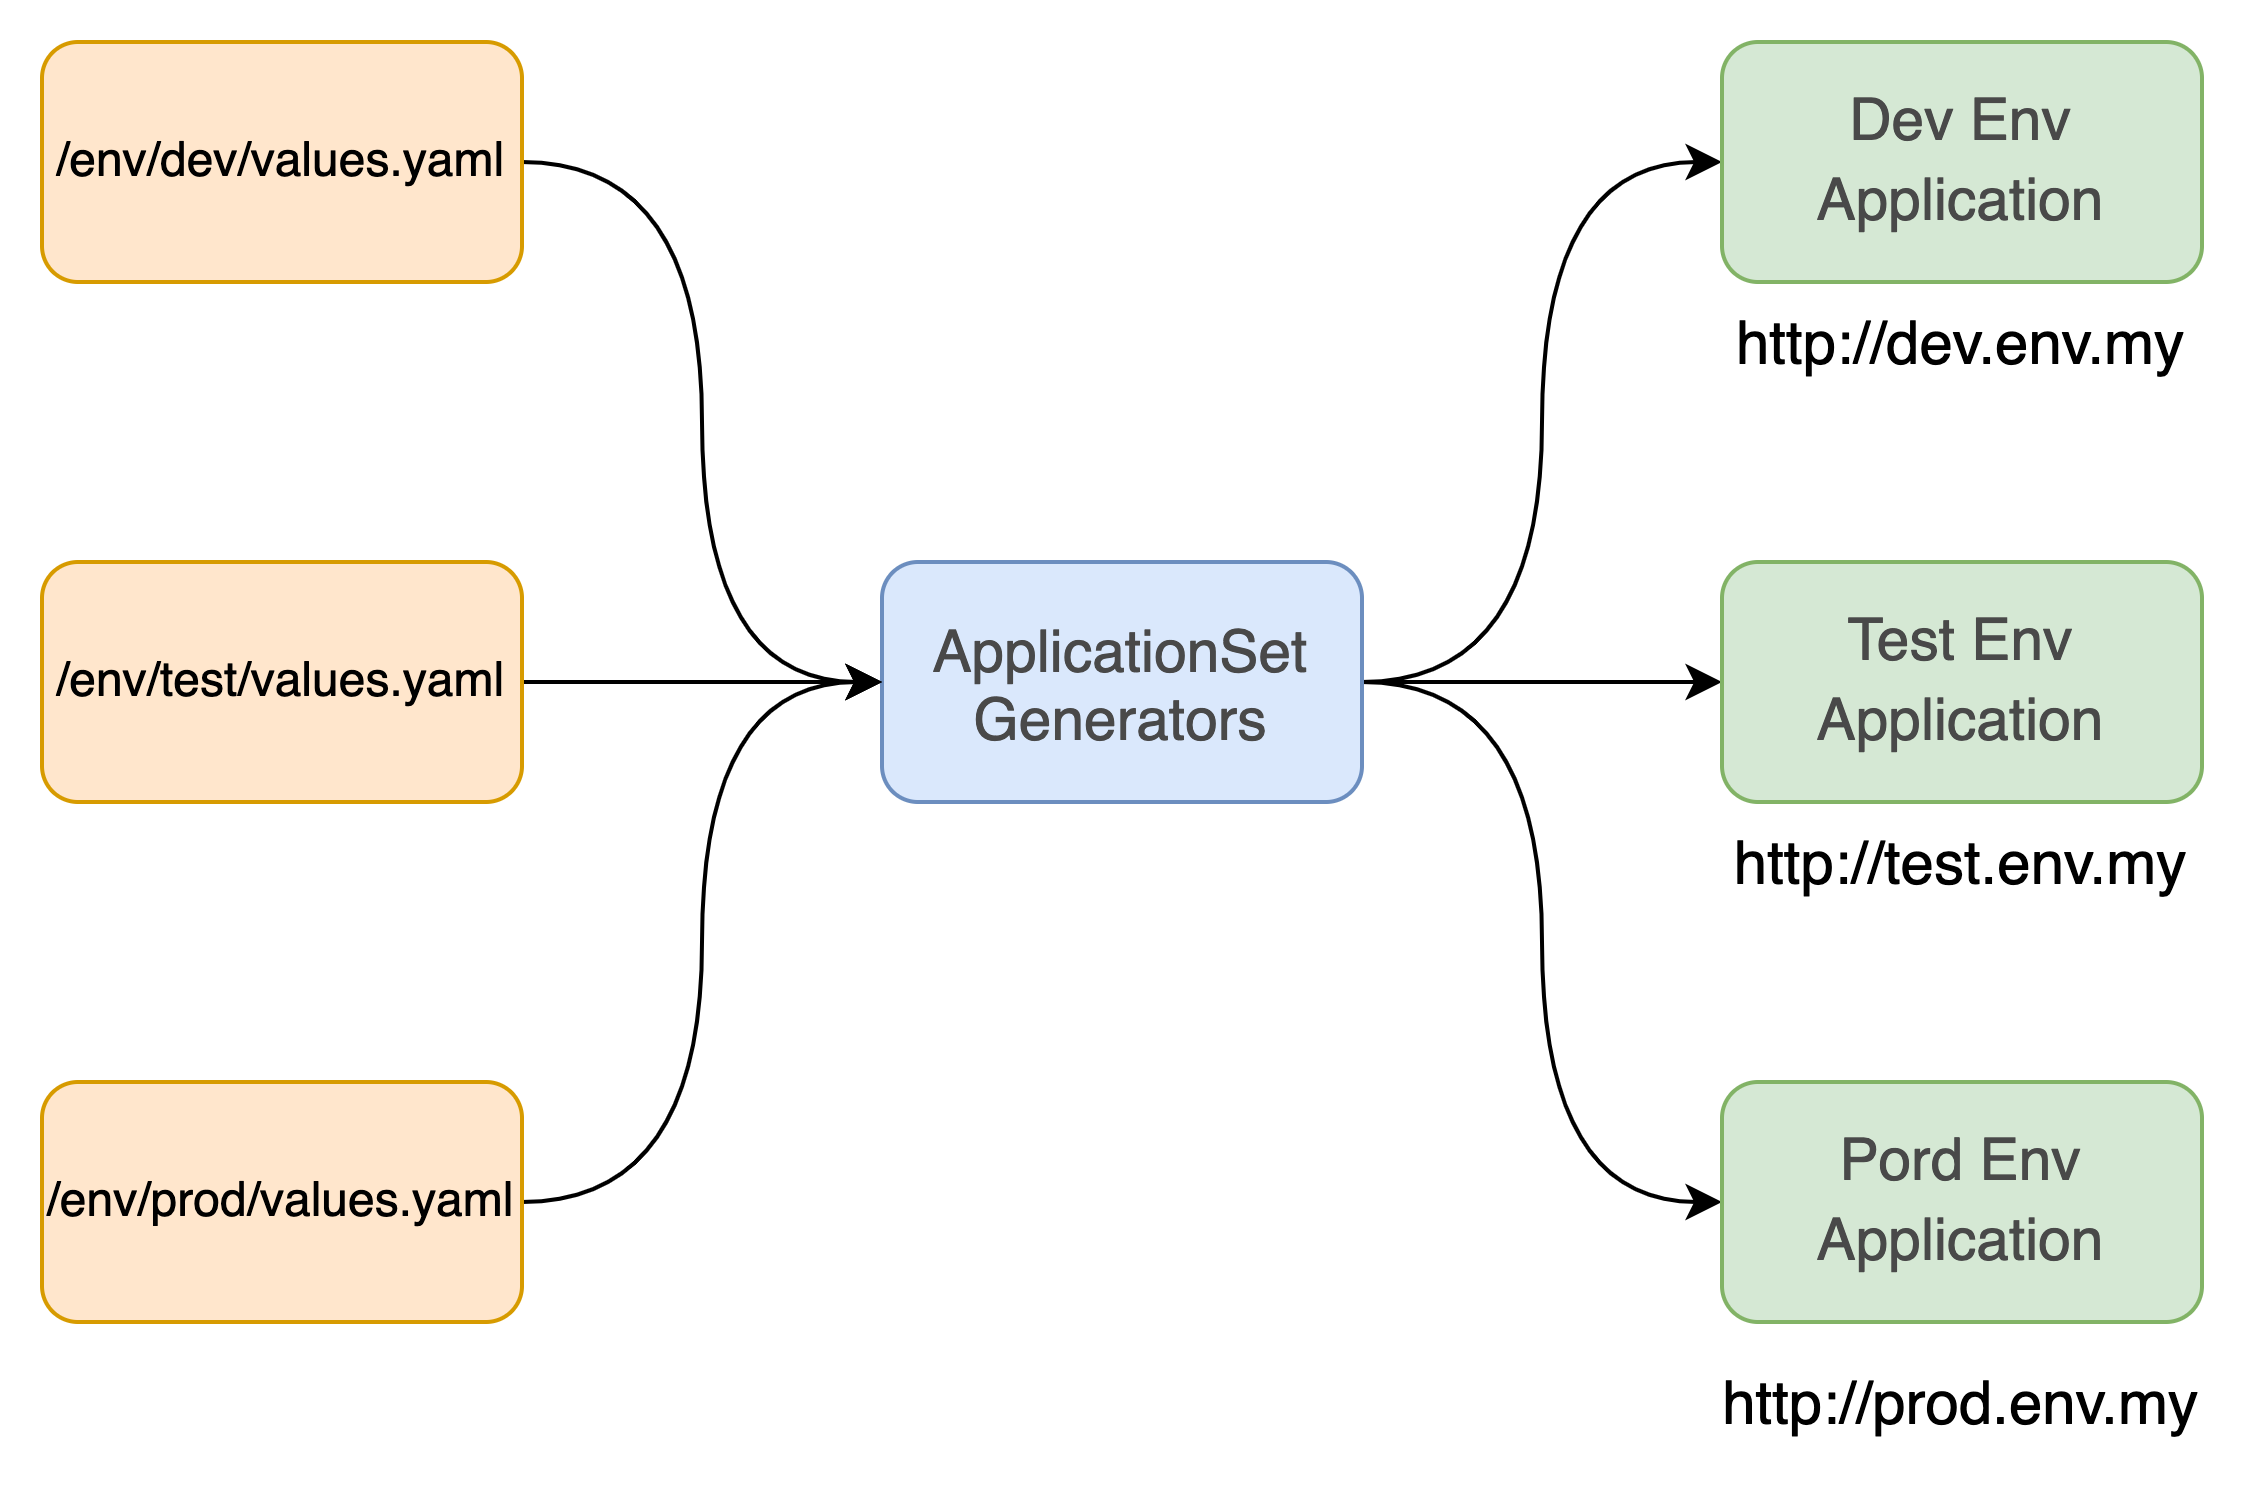 /env/dev/values.yaml
Dev Env
Application
http://dev.env.my
/env/test/values.yaml
ApplicationSet
Generators
Test Env
Application
http://test.env.my
/env/prod/values.yaml
Pord Env
Application
http://prod.env.my